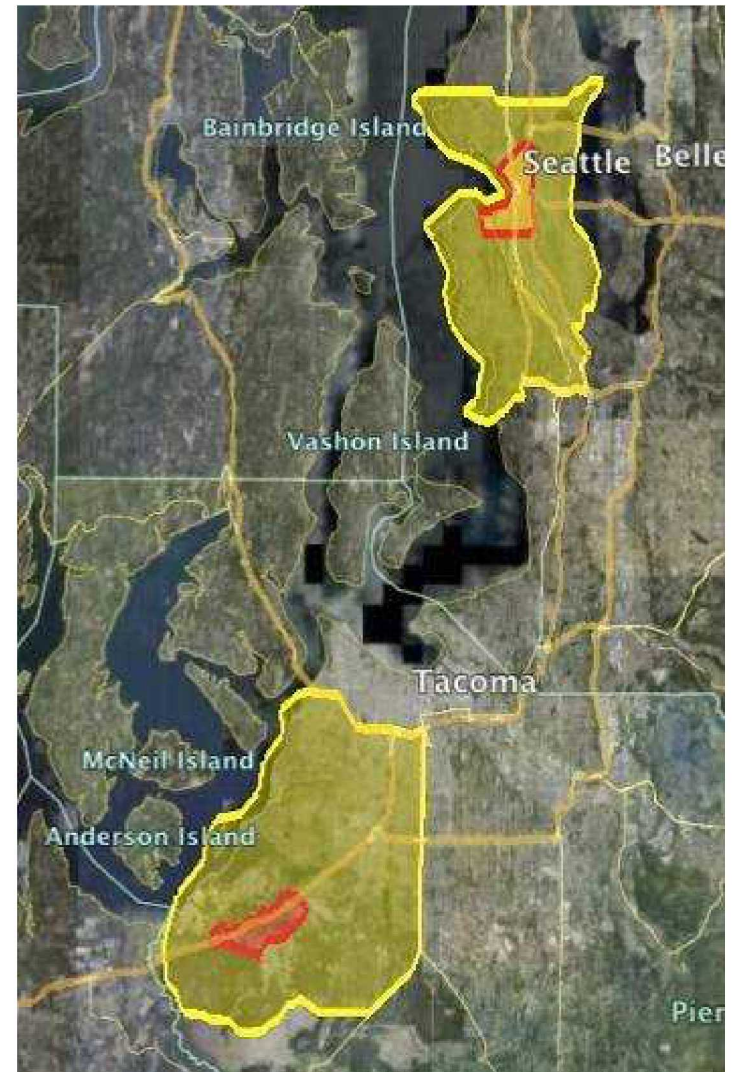 Bainbridge Island
Seattle
Belle
Vashon Island
Tacoma
McNeil Island
Anderson Island
Pier